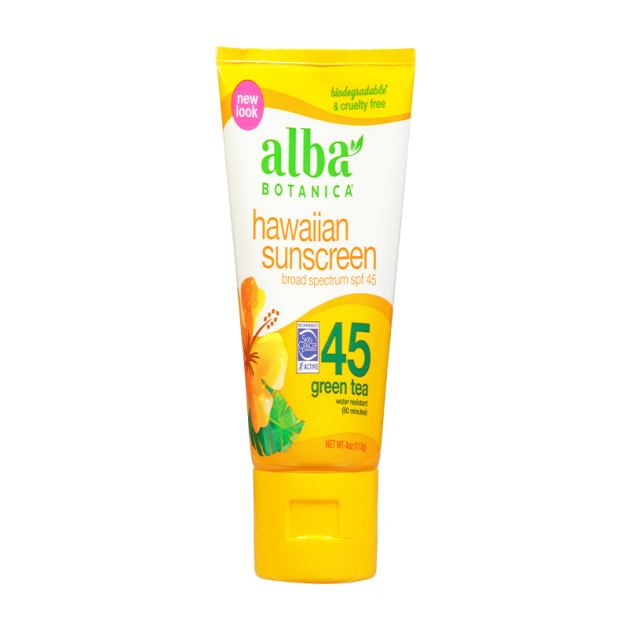 biodegradable*
& cruelty free
new
look
alba
BOTANICA®
hawaiian
sunscreen
broad spectrum spf 45
RECOMMENDED
ACTIVE
45
green tea
water resistant
(80 minutes)
NET WT 4oz (113g)